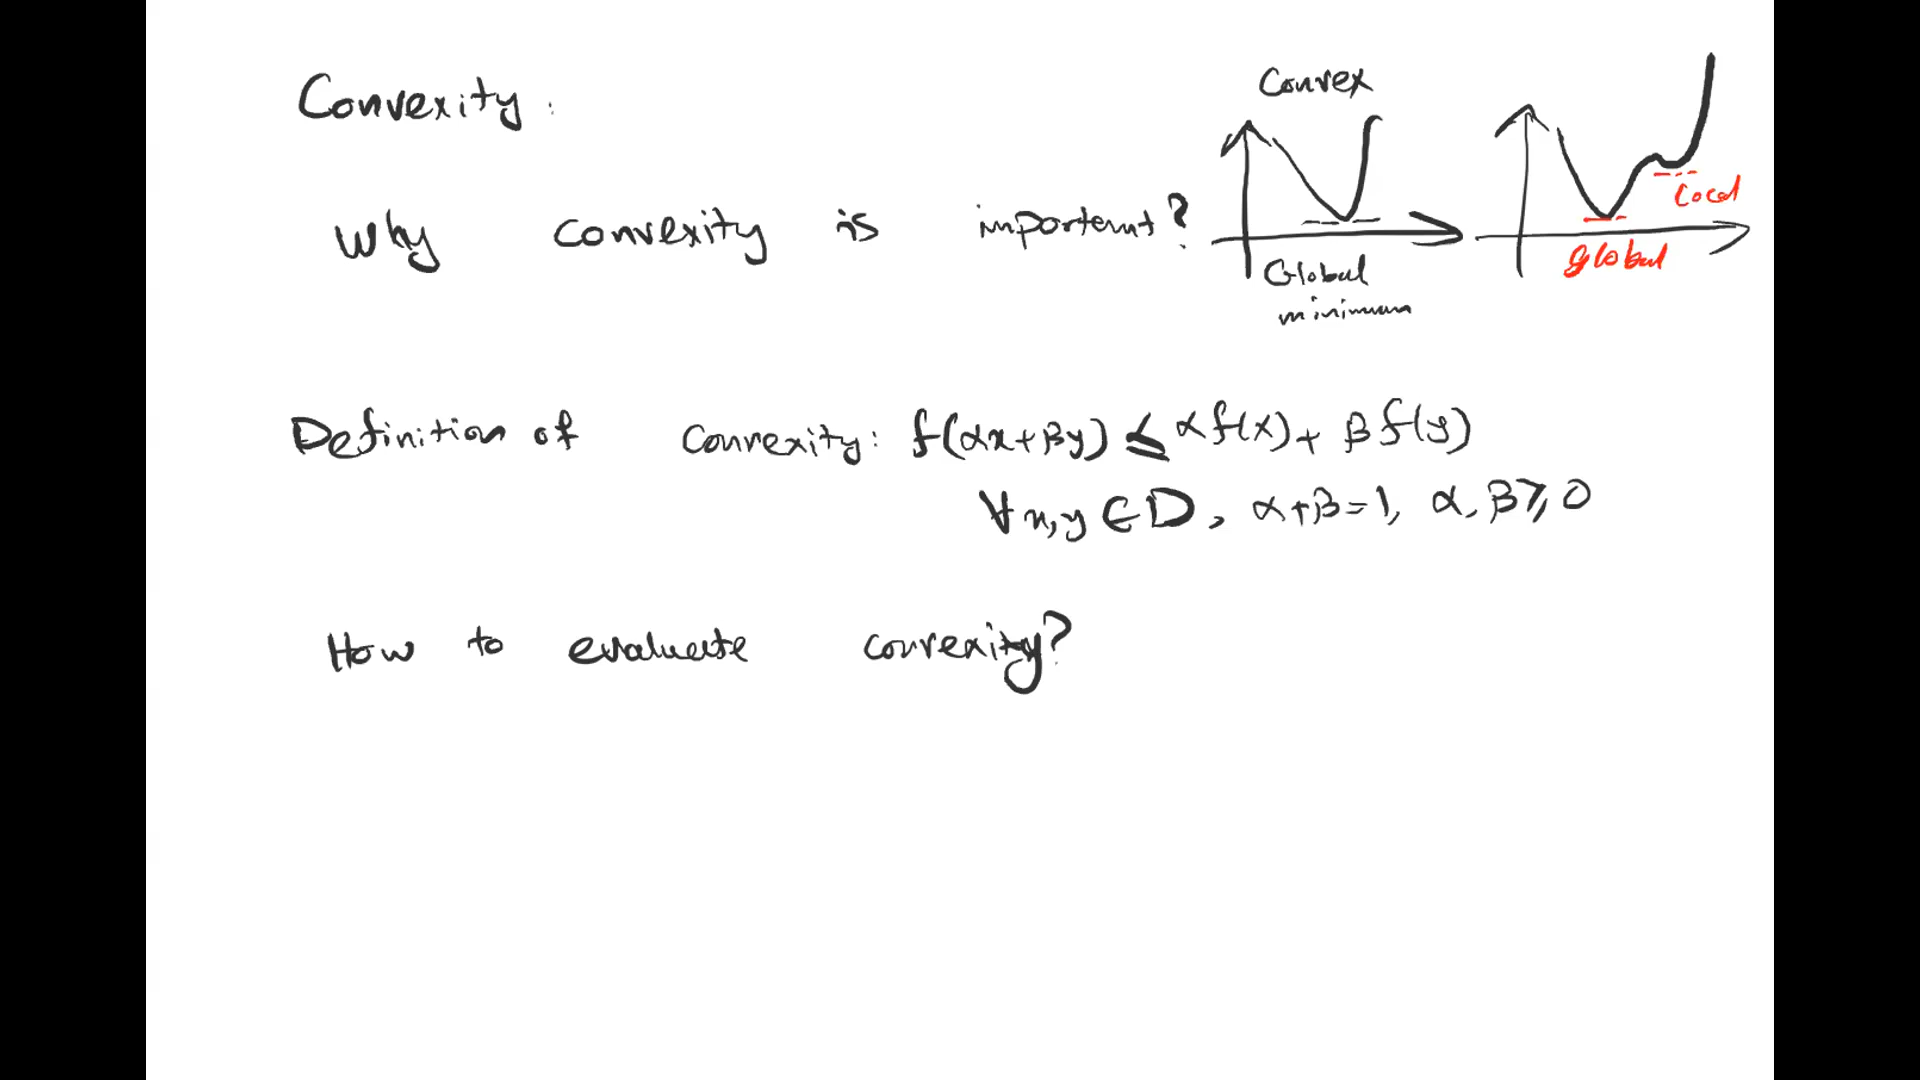 Convexity:
Why convexity is important?
Convex
Global
minimum
Local
global
Definition of convexity: f(αx+βy) ≤ αf(x) + βf(y)
∀x,y ∈ D, α+β=1, α, β ≥ 0
How to evaluate convexity?